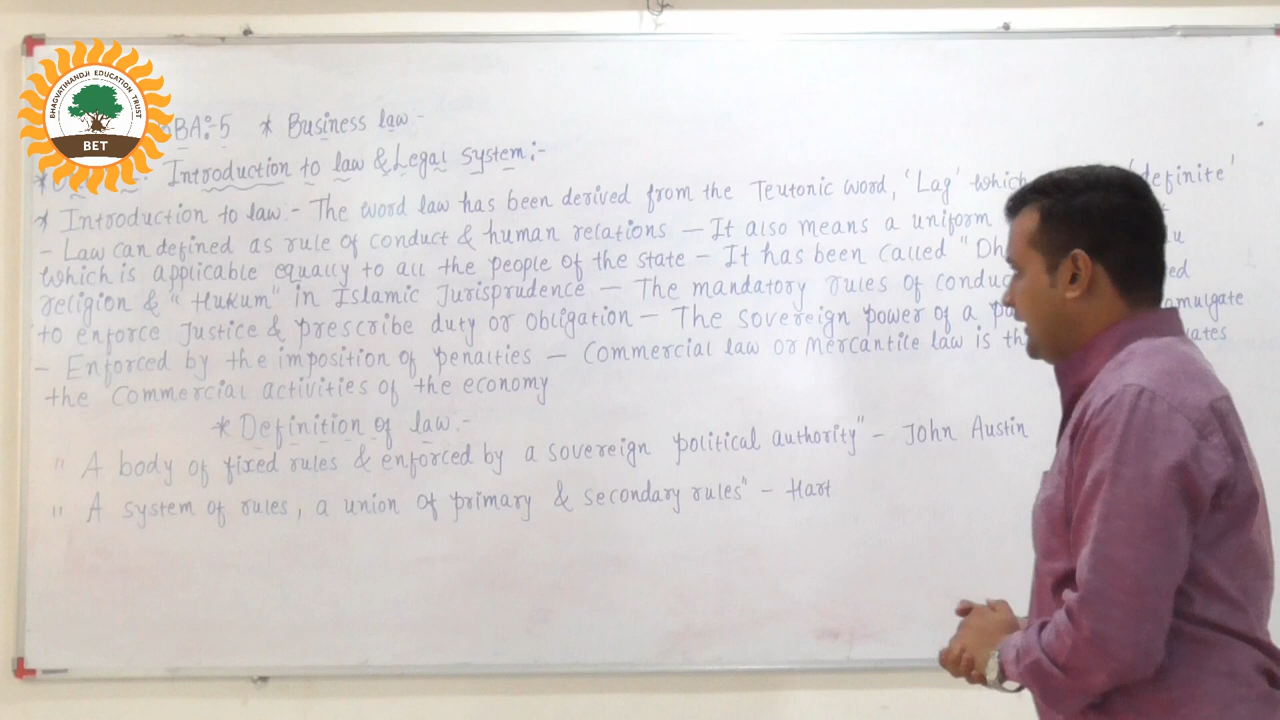 BHAGVATINANDJI EDUCATION TRUST
BET
BA:-5 * Business law -
* Introduction to law & Legal system:-
* Introduction to law:- The word law has been derived from the Teutonic word, 'Lag' which definite'
- Law can defined as rule of conduct & human relations - It also means a uniform
which is applicable equally to all the people of the state - It has been called "Dh
religion & "Hukum" in Islamic Jurisprudence - The mandatory rules of conduc ed
to enforce Justice & prescribe duty or obligation - The sovereign power of a amulgate
- Enforced by the imposition of penalties - Commercial law or Mercantile law is th ates
the commercial activities of the economy
* Definition of law:-
" A body of fixed rules & enforced by a sovereign political authority" - John Austin
" A system of rules, a union of primary & secondary rules" - Hart